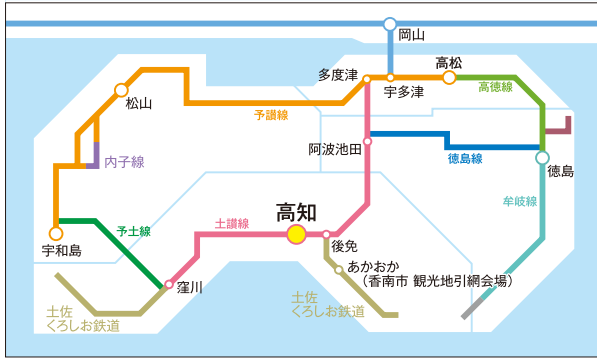 岡山
高松
多度津
宇多津
高徳線
松山
予讃線
阿波池田
徳島線
内子線
徳島
牟岐線
高知
土讃線
予土線
後免
宇和島
あかおか
(香南市 観光地引網会場)
窪川
土佐
くろしお鉄道
土佐
くろしお鉄道